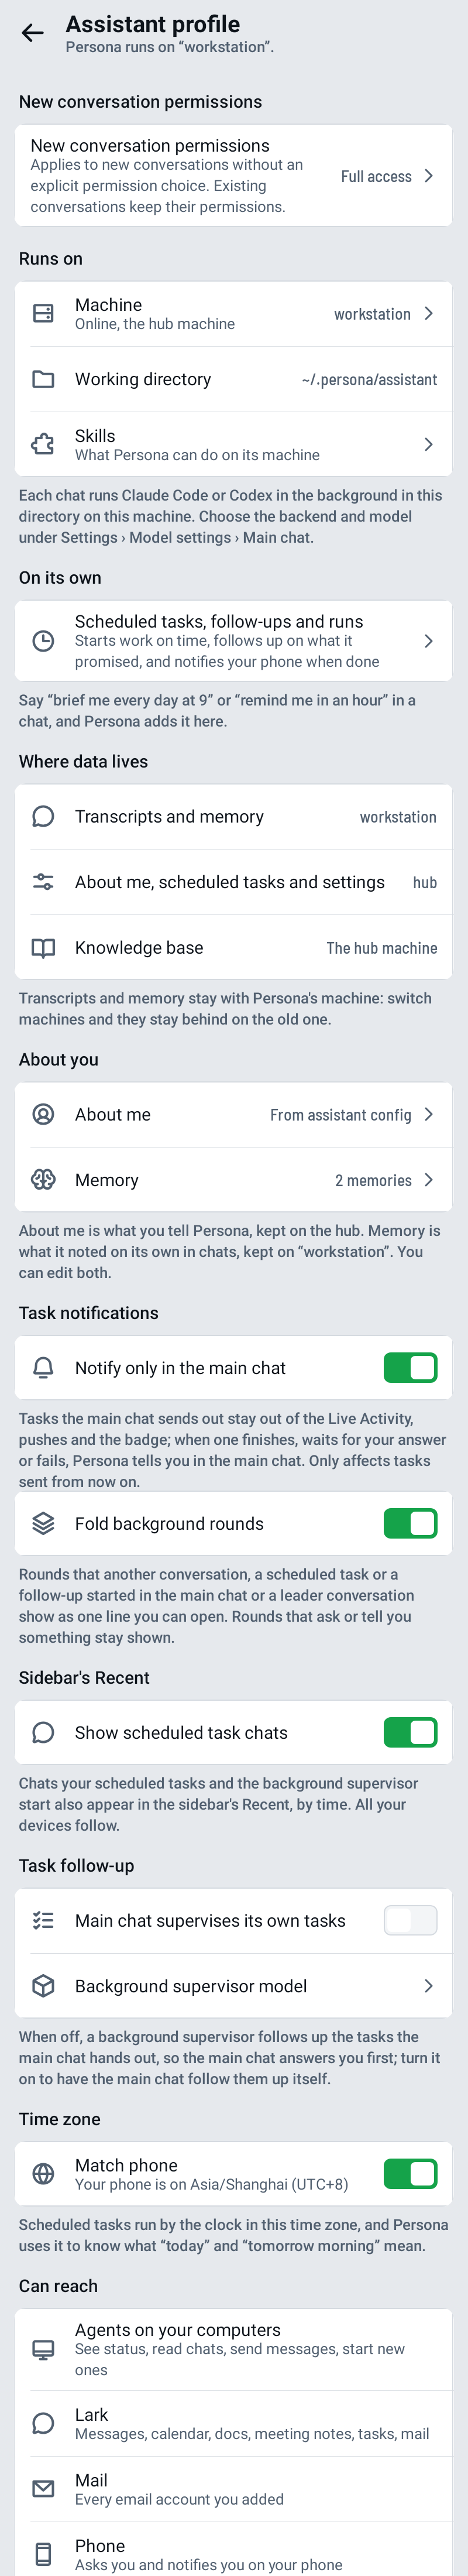 Assistant profile
Persona runs on “workstation”.
New conversation permissions
New conversation permissions
Applies to new conversations without an
explicit permission choice. Existing
conversations keep their permissions.
Full access
Runs on
Machine
Online, the hub machine
workstation
Working directory
~/.persona/assistant
Skills
What Persona can do on its machine
Each chat runs Claude Code or Codex in the background in this
directory on this machine. Choose the backend and model
under Settings › Model settings › Main chat.
On its own
Scheduled tasks, follow-ups and runs
Starts work on time, follows up on what it
promised, and notifies your phone when done
Say “brief me every day at 9” or “remind me in an hour” in a
chat, and Persona adds it here.
Where data lives
Transcripts and memory
workstation
About me, scheduled tasks and settings
hub
Knowledge base
The hub machine
Transcripts and memory stay with Persona's machine: switch
machines and they stay behind on the old one.
About you
About me
From assistant config
Memory
2 memories
About me is what you tell Persona, kept on the hub. Memory is
what it noted on its own in chats, kept on “workstation”. You
can edit both.
Task notifications
Notify only in the main chat
Tasks the main chat sends out stay out of the Live Activity,
pushes and the badge; when one finishes, waits for your answer
or fails, Persona tells you in the main chat. Only affects tasks
sent from now on.
Fold background rounds
Rounds that another conversation, a scheduled task or a
follow-up started in the main chat or a leader conversation
show as one line you can open. Rounds that ask or tell you
something stay shown.
Sidebar's Recent
Show scheduled task chats
Chats your scheduled tasks and the background supervisor
start also appear in the sidebar's Recent, by time. All your
devices follow.
Task follow-up
Main chat supervises its own tasks
Background supervisor model
When off, a background supervisor follows up the tasks the
main chat hands out, so the main chat answers you first; turn it
on to have the main chat follow them up itself.
Time zone
Match phone
Your phone is on Asia/Shanghai (UTC+8)
Scheduled tasks run by the clock in this time zone, and Persona
uses it to know what “today” and “tomorrow morning” mean.
Can reach
Agents on your computers
See status, read chats, send messages, start new
ones
Lark
Messages, calendar, docs, meeting notes, tasks, mail
Mail
Every email account you added
Phone
Asks you and notifies you on your phone